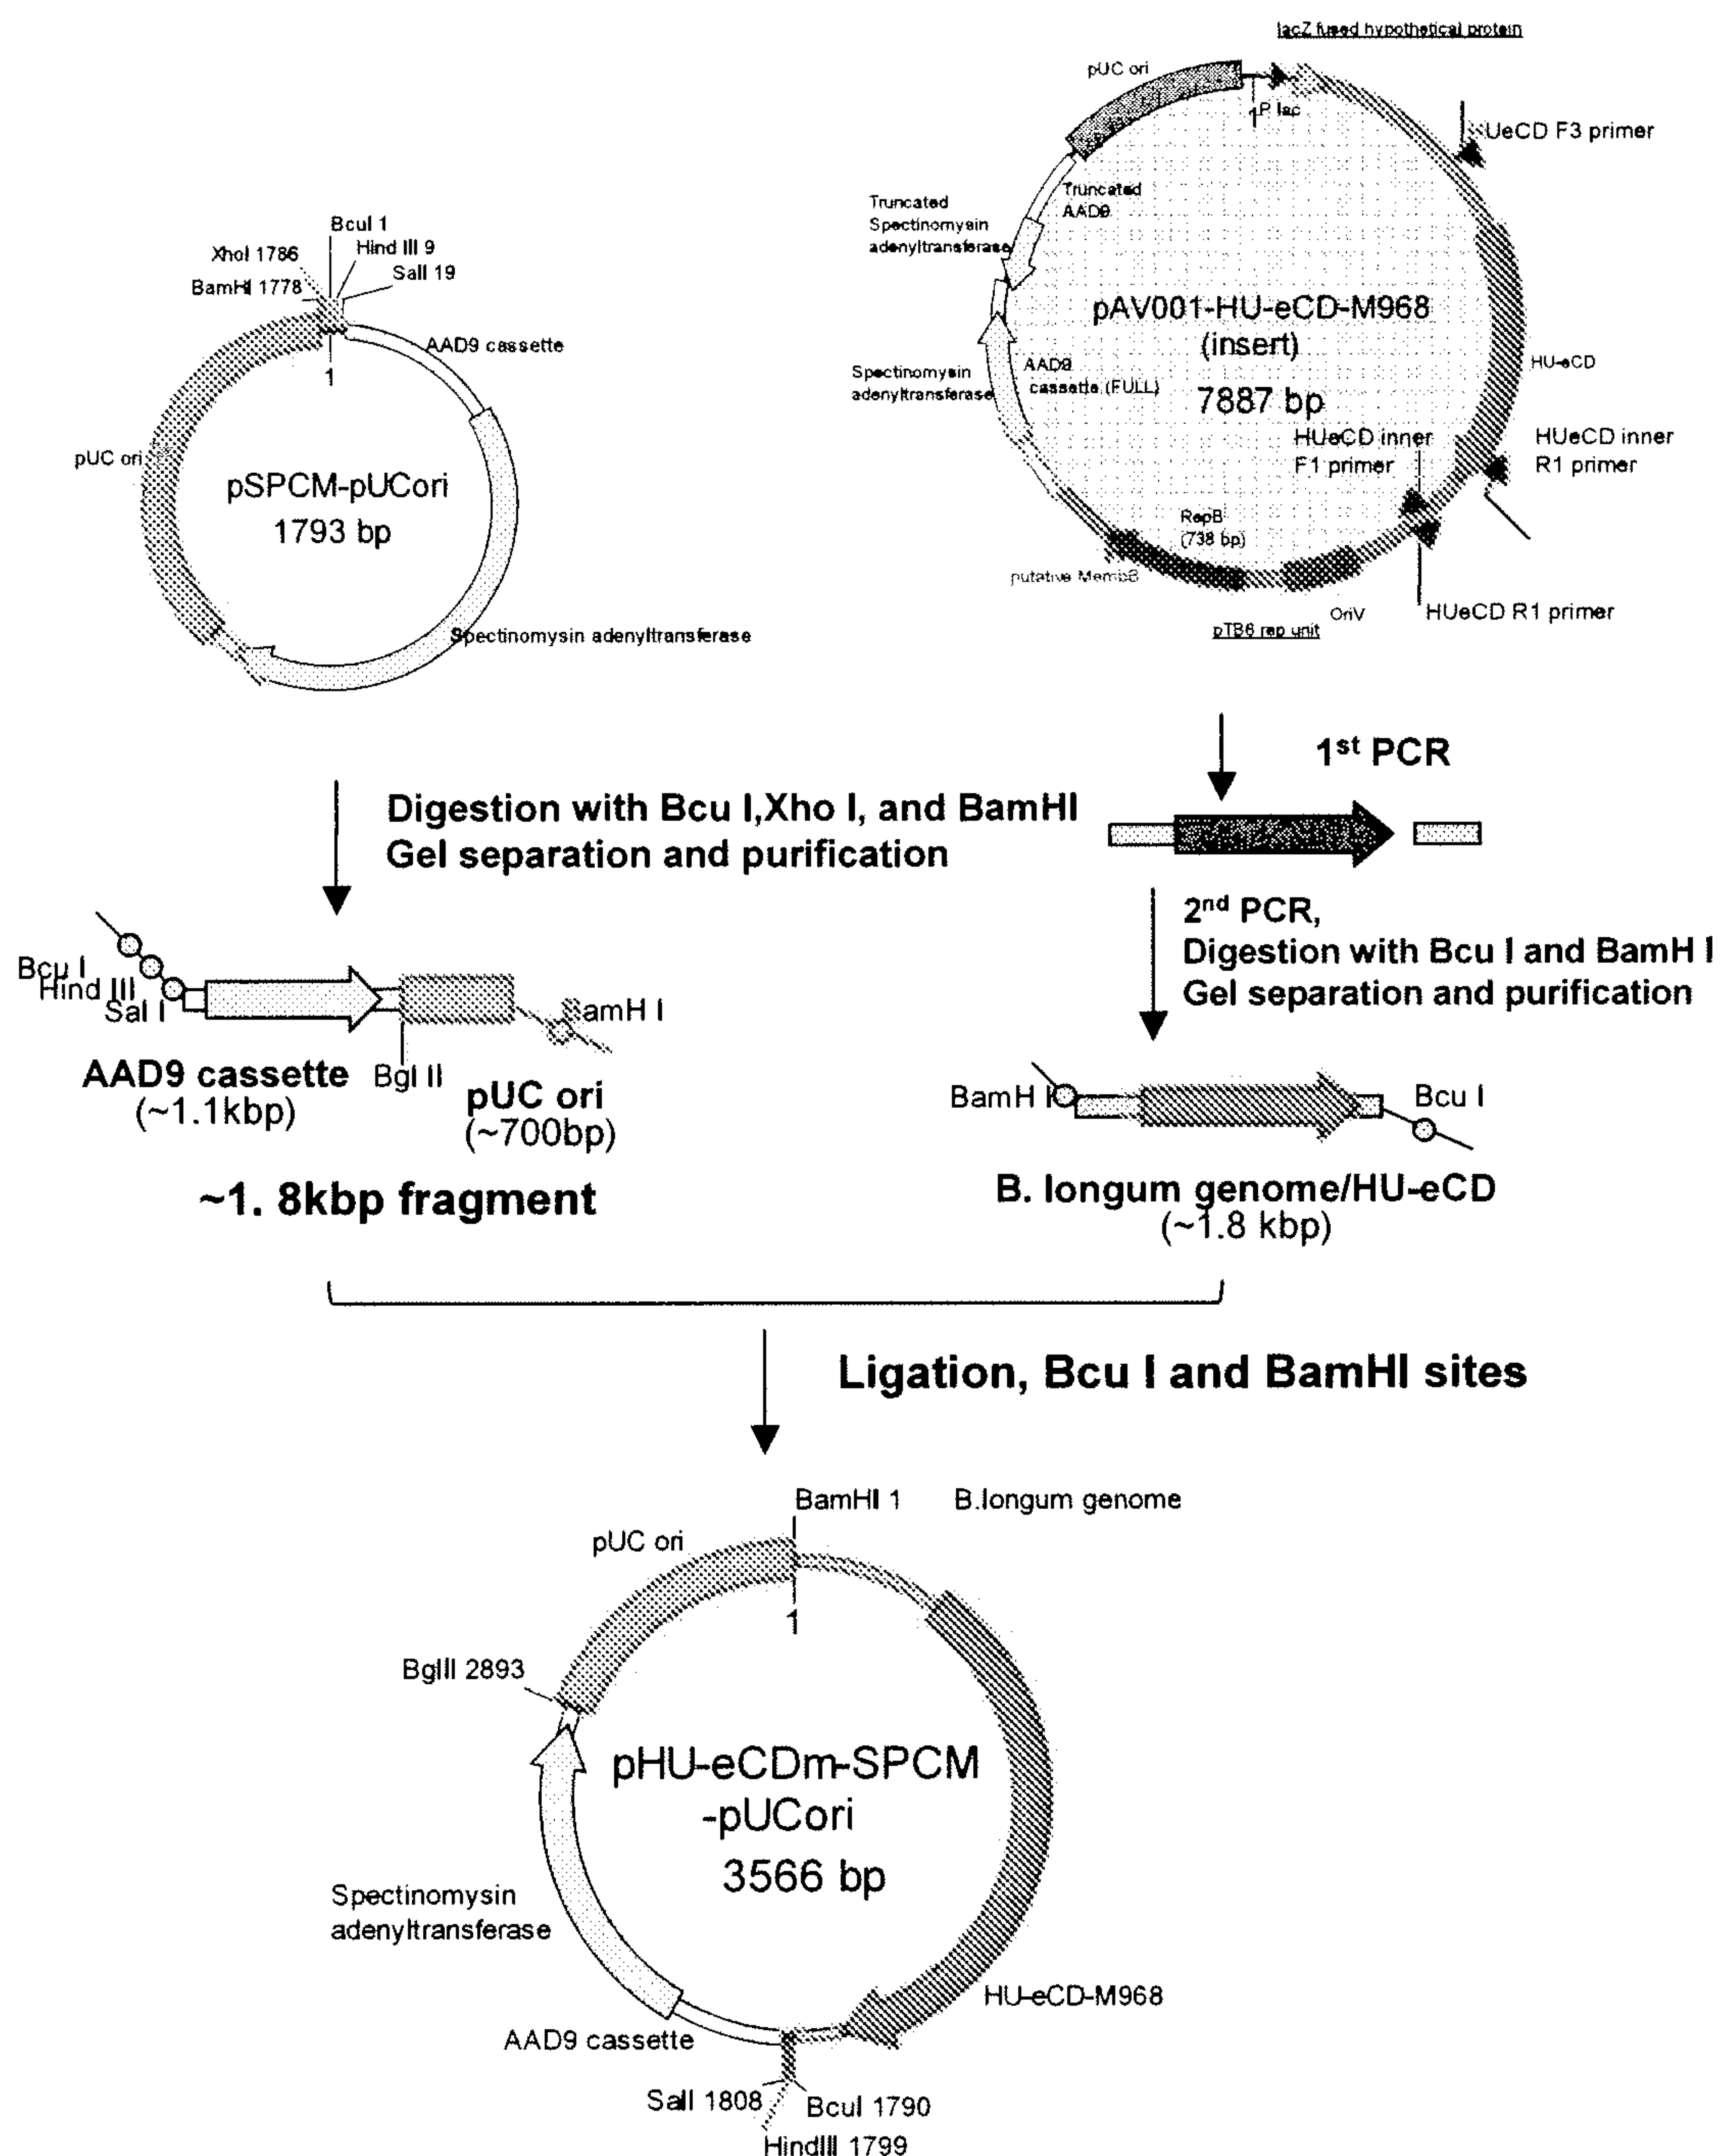 lacZ fused hypothetical protein
pUC ori
P lac
1
UeCD F3 primer
Truncated
AAD9
Truncated
Spectinomysin
adenyltransferase
pAV001-HU-eCD-M968
(insert)
7887 bp
HU-eCD
Spectinomysin
adenyltransferase
AAD9
cassette (FULL)
HUeCD inner
F1 primer
HUeCD inner
R1 primer
RepB
(738 bp)
putative MembB
OriV
HUeCD R1 primer
pTB6 rep unit
BcuI 1
XhoI 1786
Hind III 9
SalI 19
BamHI 1778
AAD9 cassette
1
pUC ori
pSPCM-pUCori
1793 bp
Spectinomysin adenyltransferase
1st PCR
Digestion with Bcu I,Xho I, and BamHI
Gel separation and purification
2nd PCR,
Digestion with Bcu I and BamH I
Gel separation and purification
Bcu I
Hind III
Sal I
BamH I
AAD9 cassette
(~1.1kbp)
Bgl II
pUC ori
(~700bp)
~1. 8kbp fragment
BamH I
Bcu I
B. longum genome/HU-eCD
(~1.8 kbp)
Ligation, Bcu I and BamHI sites
BamHI 1
B.longum genome
pUC ori
1
BglII 2893
pHU-eCDm-SPCM
-pUCori
3566 bp
Spectinomysin
adenyltransferase
HU-eCD-M968
AAD9 cassette
SalI 1808
BcuI 1790
HindIII 1799